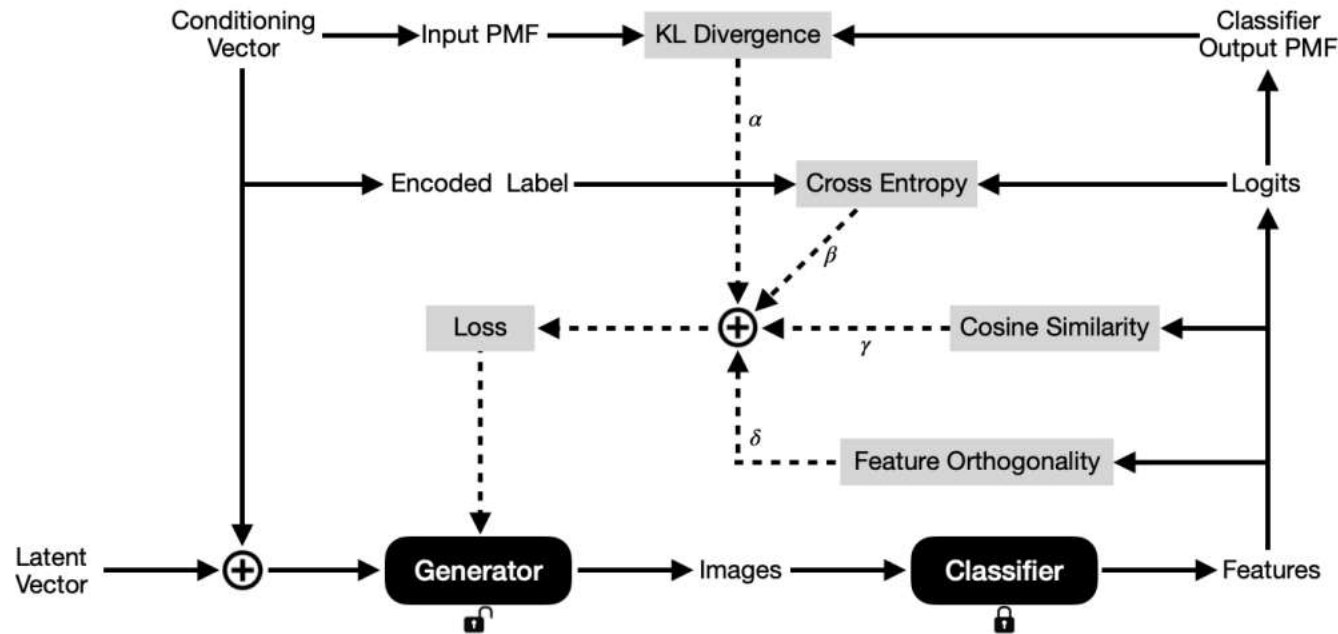 Conditioning
Vector
Input PMF
KL Divergence
Classifier
Output PMF
α
Encoded Label
Cross Entropy
Logits
β
Loss
Cosine Similarity
γ
δ
Feature Orthogonality
Latent
Vector
Generator
Images
Classifier
Features